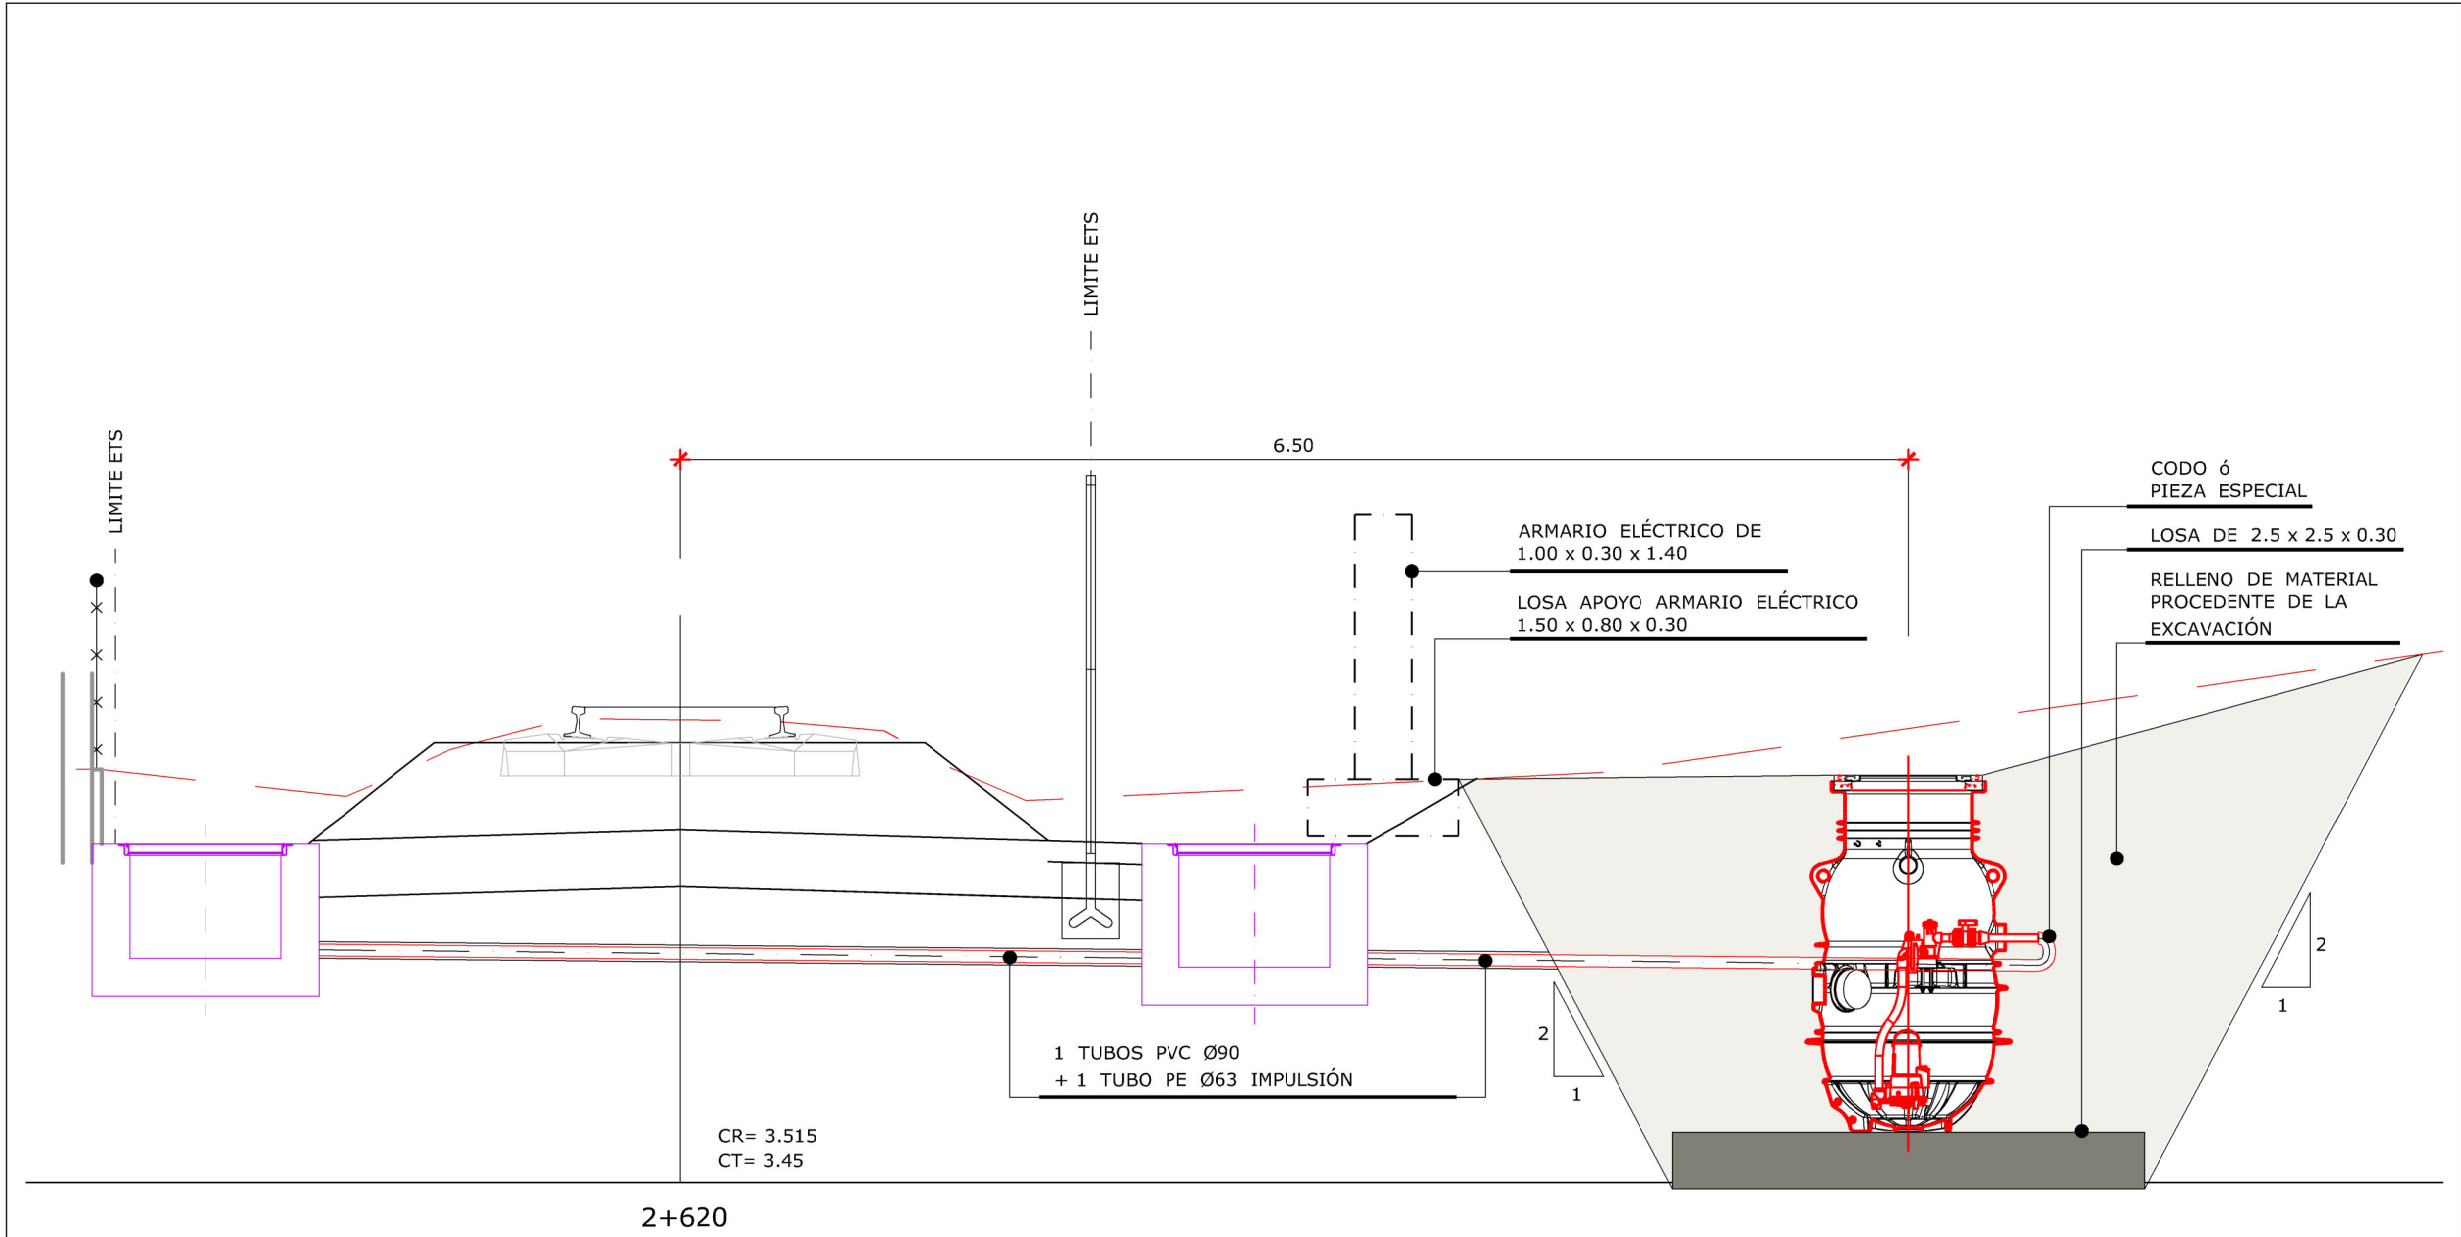 LIMITE ETS
LIMITE ETS
6.50
CODO ó
PIEZA ESPECIAL
LOSA DE 2.5 x 2.5 x 0.30
RELLENO DE MATERIAL
PROCEDENTE DE LA
EXCAVACIÓN
ARMARIO ELÉCTRICO DE
1.00 x 0.30 x 1.40
LOSA APOYO ARMARIO ELÉCTRICO
1.50 x 0.80 x 0.30
2
1
2
1
1 TUBOS PVC Ø90
+ 1 TUBO PE Ø63 IMPULSIÓN
CR= 3.515
CT= 3.45
2+620